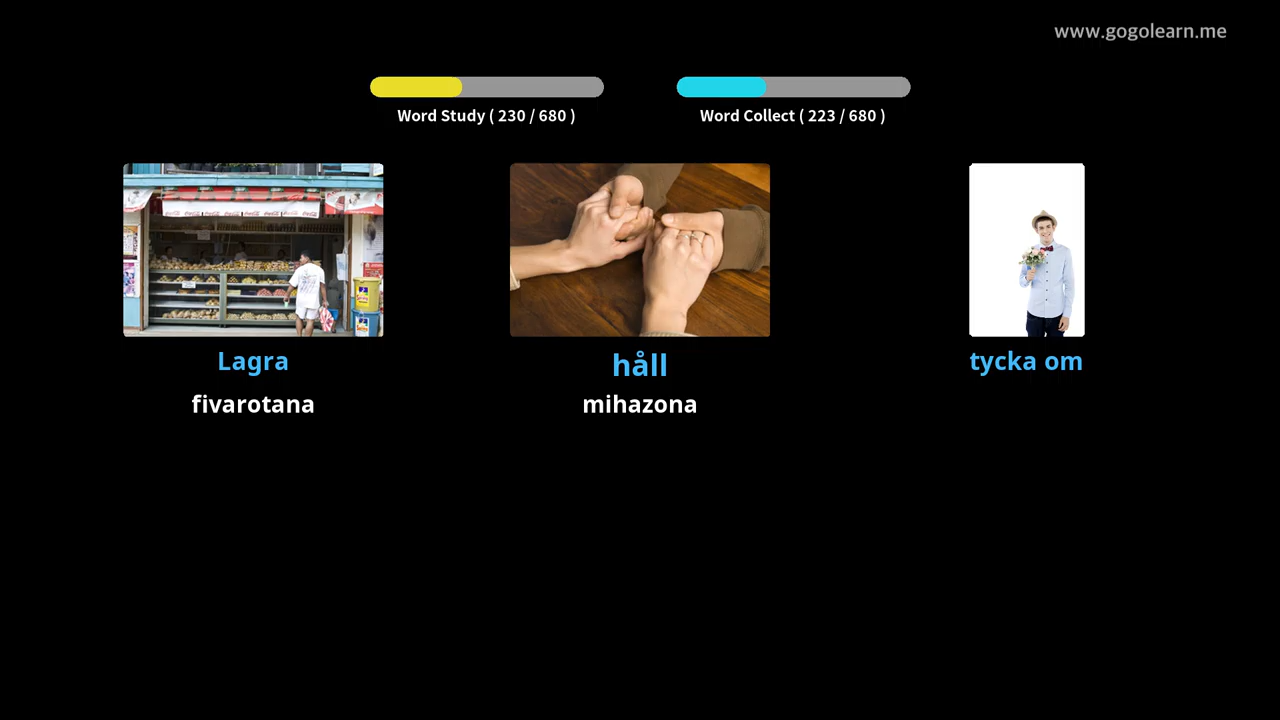 www.gogolearn.me
Word Study ( 230 / 680 )
Word Collect ( 223 / 680 )
Lagra
håll
tycka om
fivarotana
mihazona